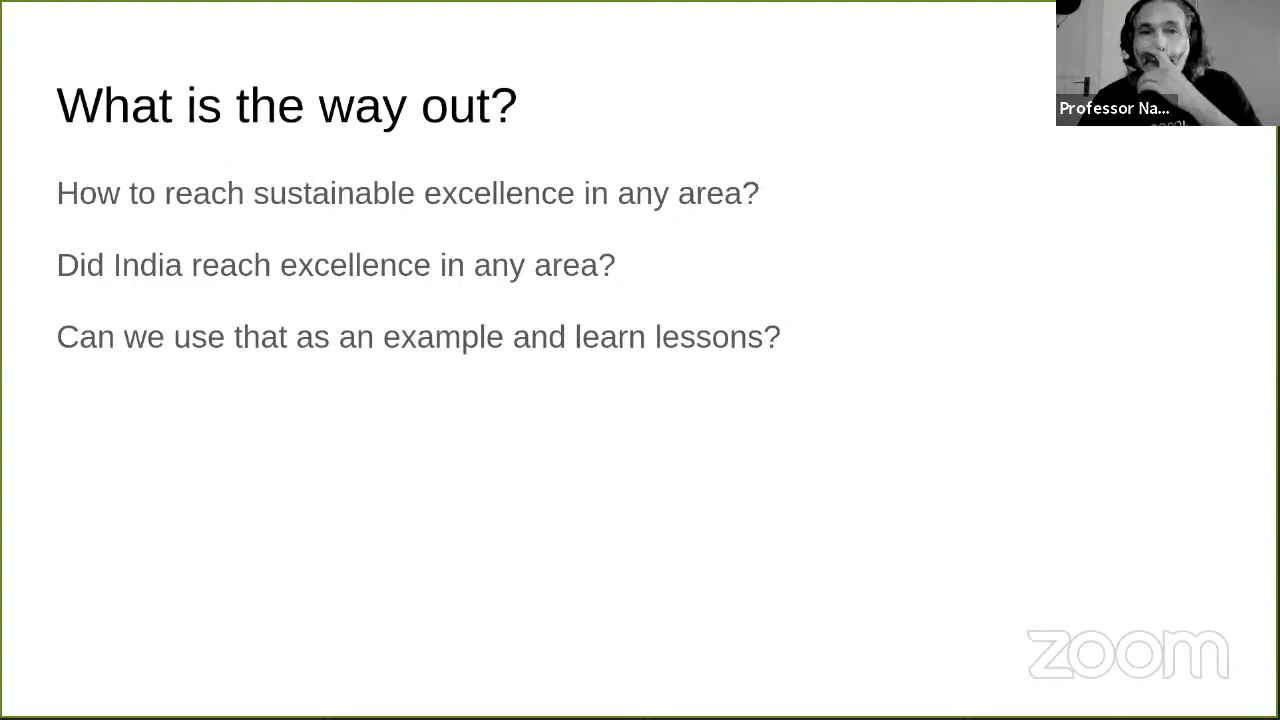 What is the way out?
Professor Na...
How to reach sustainable excellence in any area?
Did India reach excellence in any area?
Can we use that as an example and learn lessons?
zoom